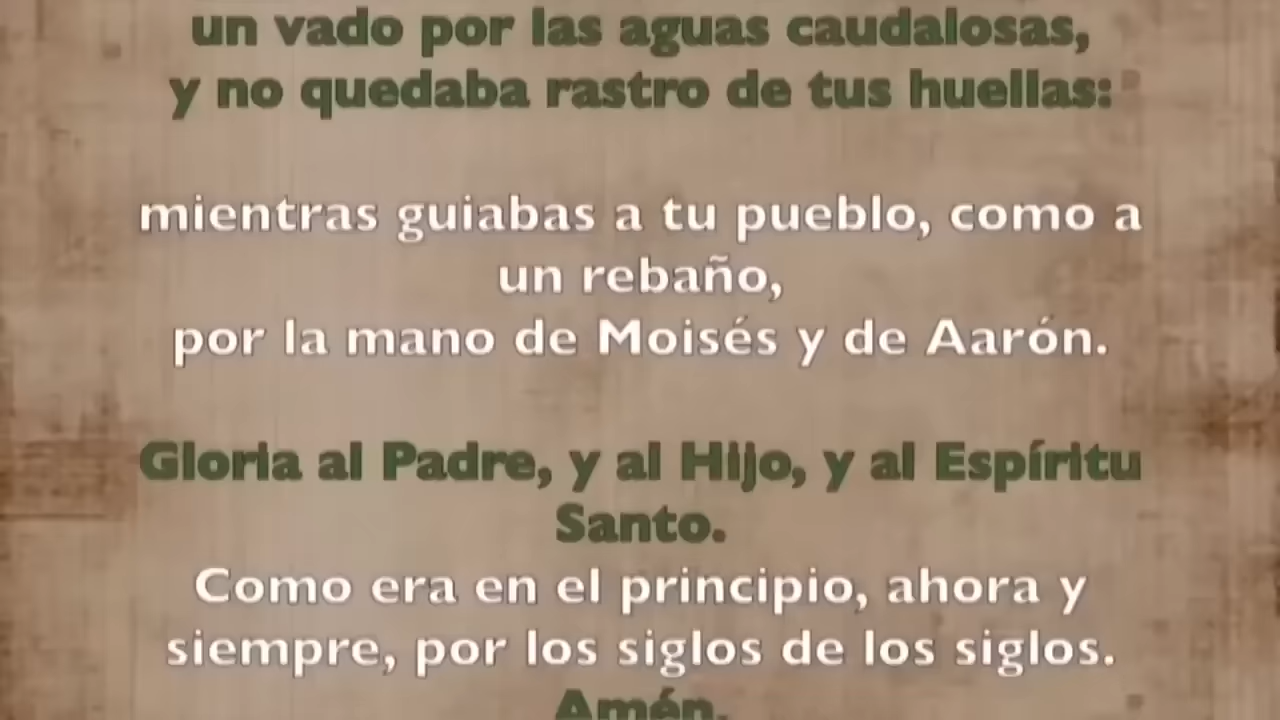 un vado por las aguas caudalosas,
y no quedaba rastro de tus huellas:
mientras guiabas a tu pueblo, como a
un rebaño,
por la mano de Moisés y de Aarón.
Gloria al Padre, y al Hijo, y al Espíritu
Santo.
Como era en el principio, ahora y
siempre, por los siglos de los siglos.
Amén.